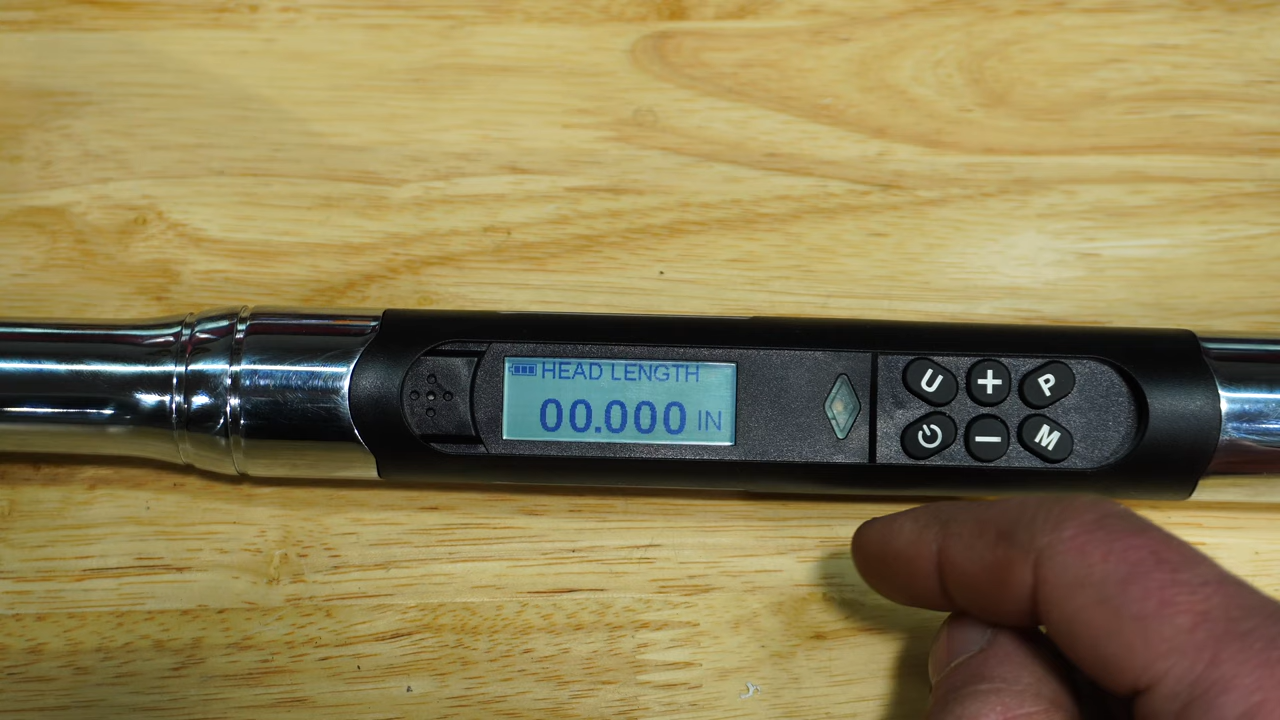 HEAD LENGTH
00.000 IN
U + P
− M